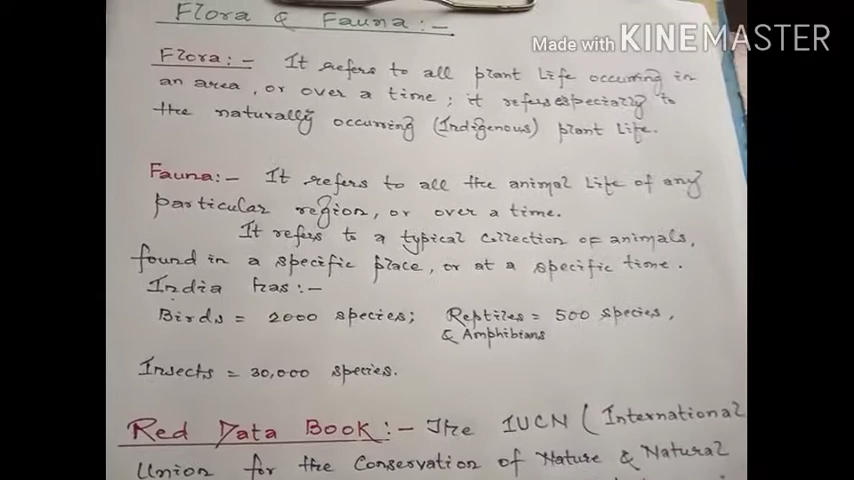 Flora & Fauna:-
Made with KINEMASTER
Flora:- It refers to all plant life occurring in
an area, or over a time; it refers especially to
the naturally occurring (Indigenous) plant life.
Fauna:- It refers to all the animal life of any
particular region, or over a time.
It refers to a typical collection of animals,
found in a specific place, or at a specific time.
India has:-
Birds = 2000 species; Reptiles = 500 species,
& Amphibians
Insects = 30,000 species.
Red Data Book:- The IUCN (International
Union for the Conservation of Nature & Natural